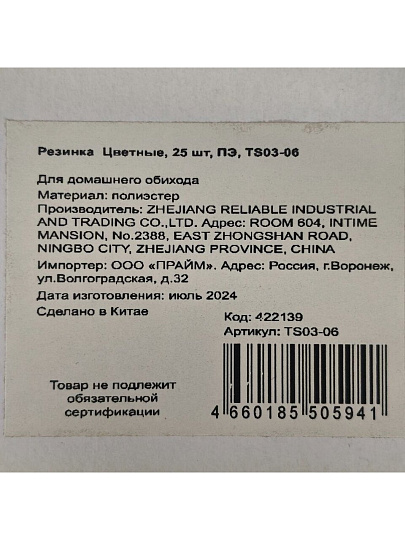 Резинка Цветные, 25 шт, ПЭ, TS03-06
Для домашнего обихода
Материал: полиэстер
Производитель: ZHEJIANG RELIABLE INDUSTRIAL
AND TRADING CO.,LTD. Адрес: ROOM 604, INTIME
MANSION, No.2388, EAST ZHONGSHAN ROAD,
NINGBO CITY, ZHEJIANG PROVINCE, CHINA
Импортер: ООО «ПРАЙМ». Адрес: Россия, г.Воронеж,
ул.Волгоградская, д.32
Дата изготовления: июль 2024
Сделано в Китае
Код: 422139
Артикул: TS03-06
Товар не подлежит
обязательной
сертификации
4 660185 505941